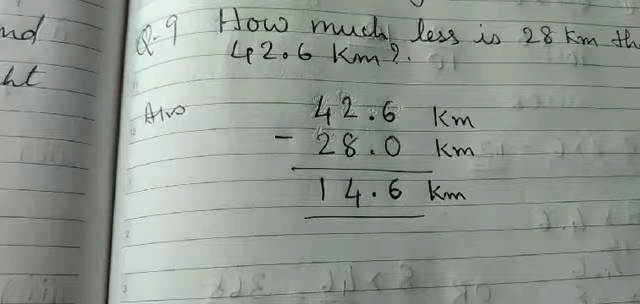 nd
ht
Q.9 How much less is 28 Km
42.6 Km?.
Ans
42.6 Km
- 28.0 Km
14.6 Km